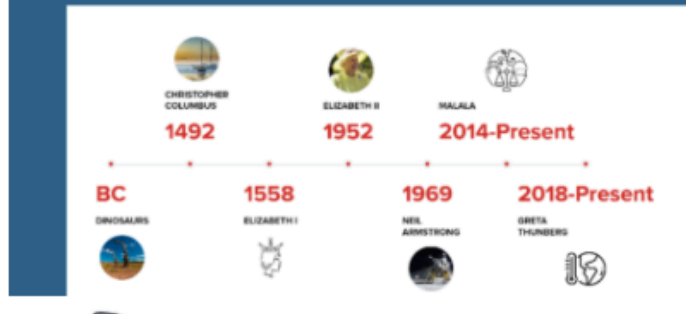 CHRISTOPHER
COLUMBUS
1492
ELIZABETH II
1952
MALALA
2014-Present
BC
DINOSAURS
1558
ELIZABETH I
1969
NEIL
ARMSTRONG
2018-Present
GRETA
THUNBERG